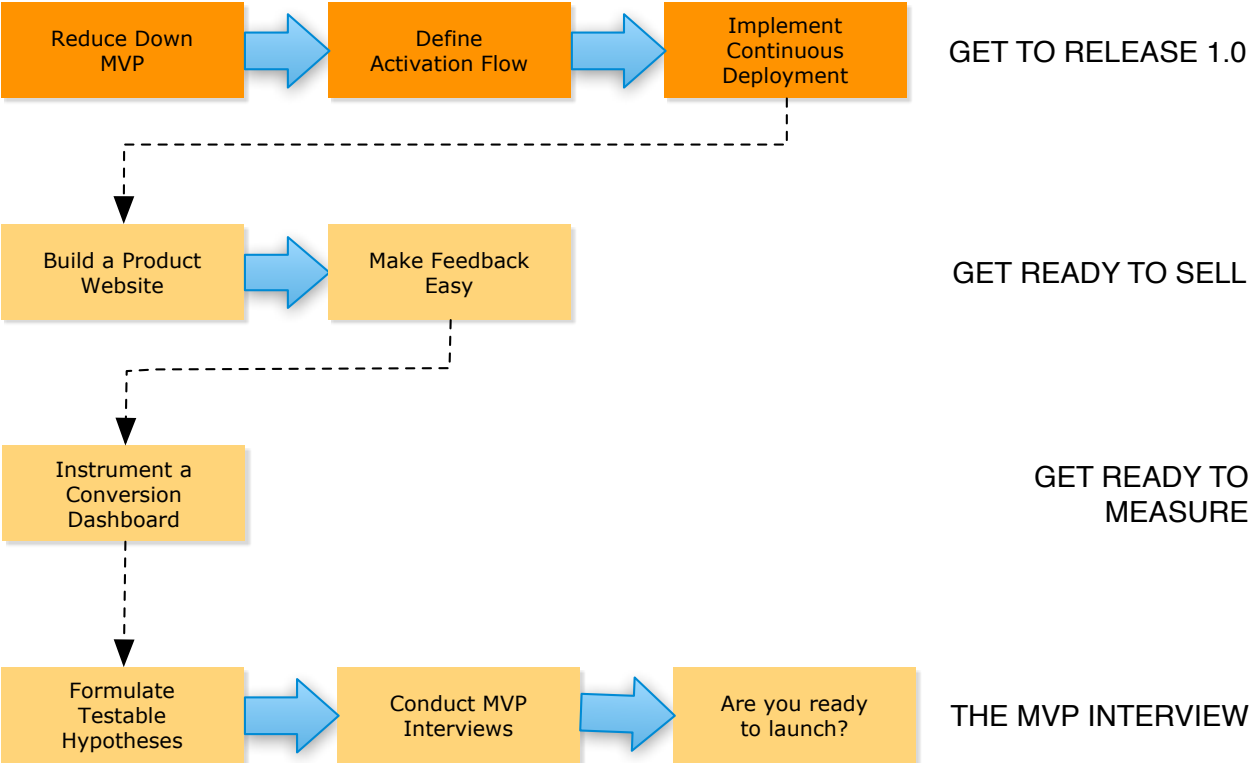 Reduce Down
MVP
Define
Activation Flow
Implement
Continuous
Deployment
GET TO RELEASE 1.0
Build a Product
Website
Make Feedback
Easy
GET READY TO SELL
Instrument a
Conversion
Dashboard
GET READY TO
MEASURE
Formulate
Testable
Hypotheses
Conduct MVP
Interviews
Are you ready
to launch?
THE MVP INTERVIEW